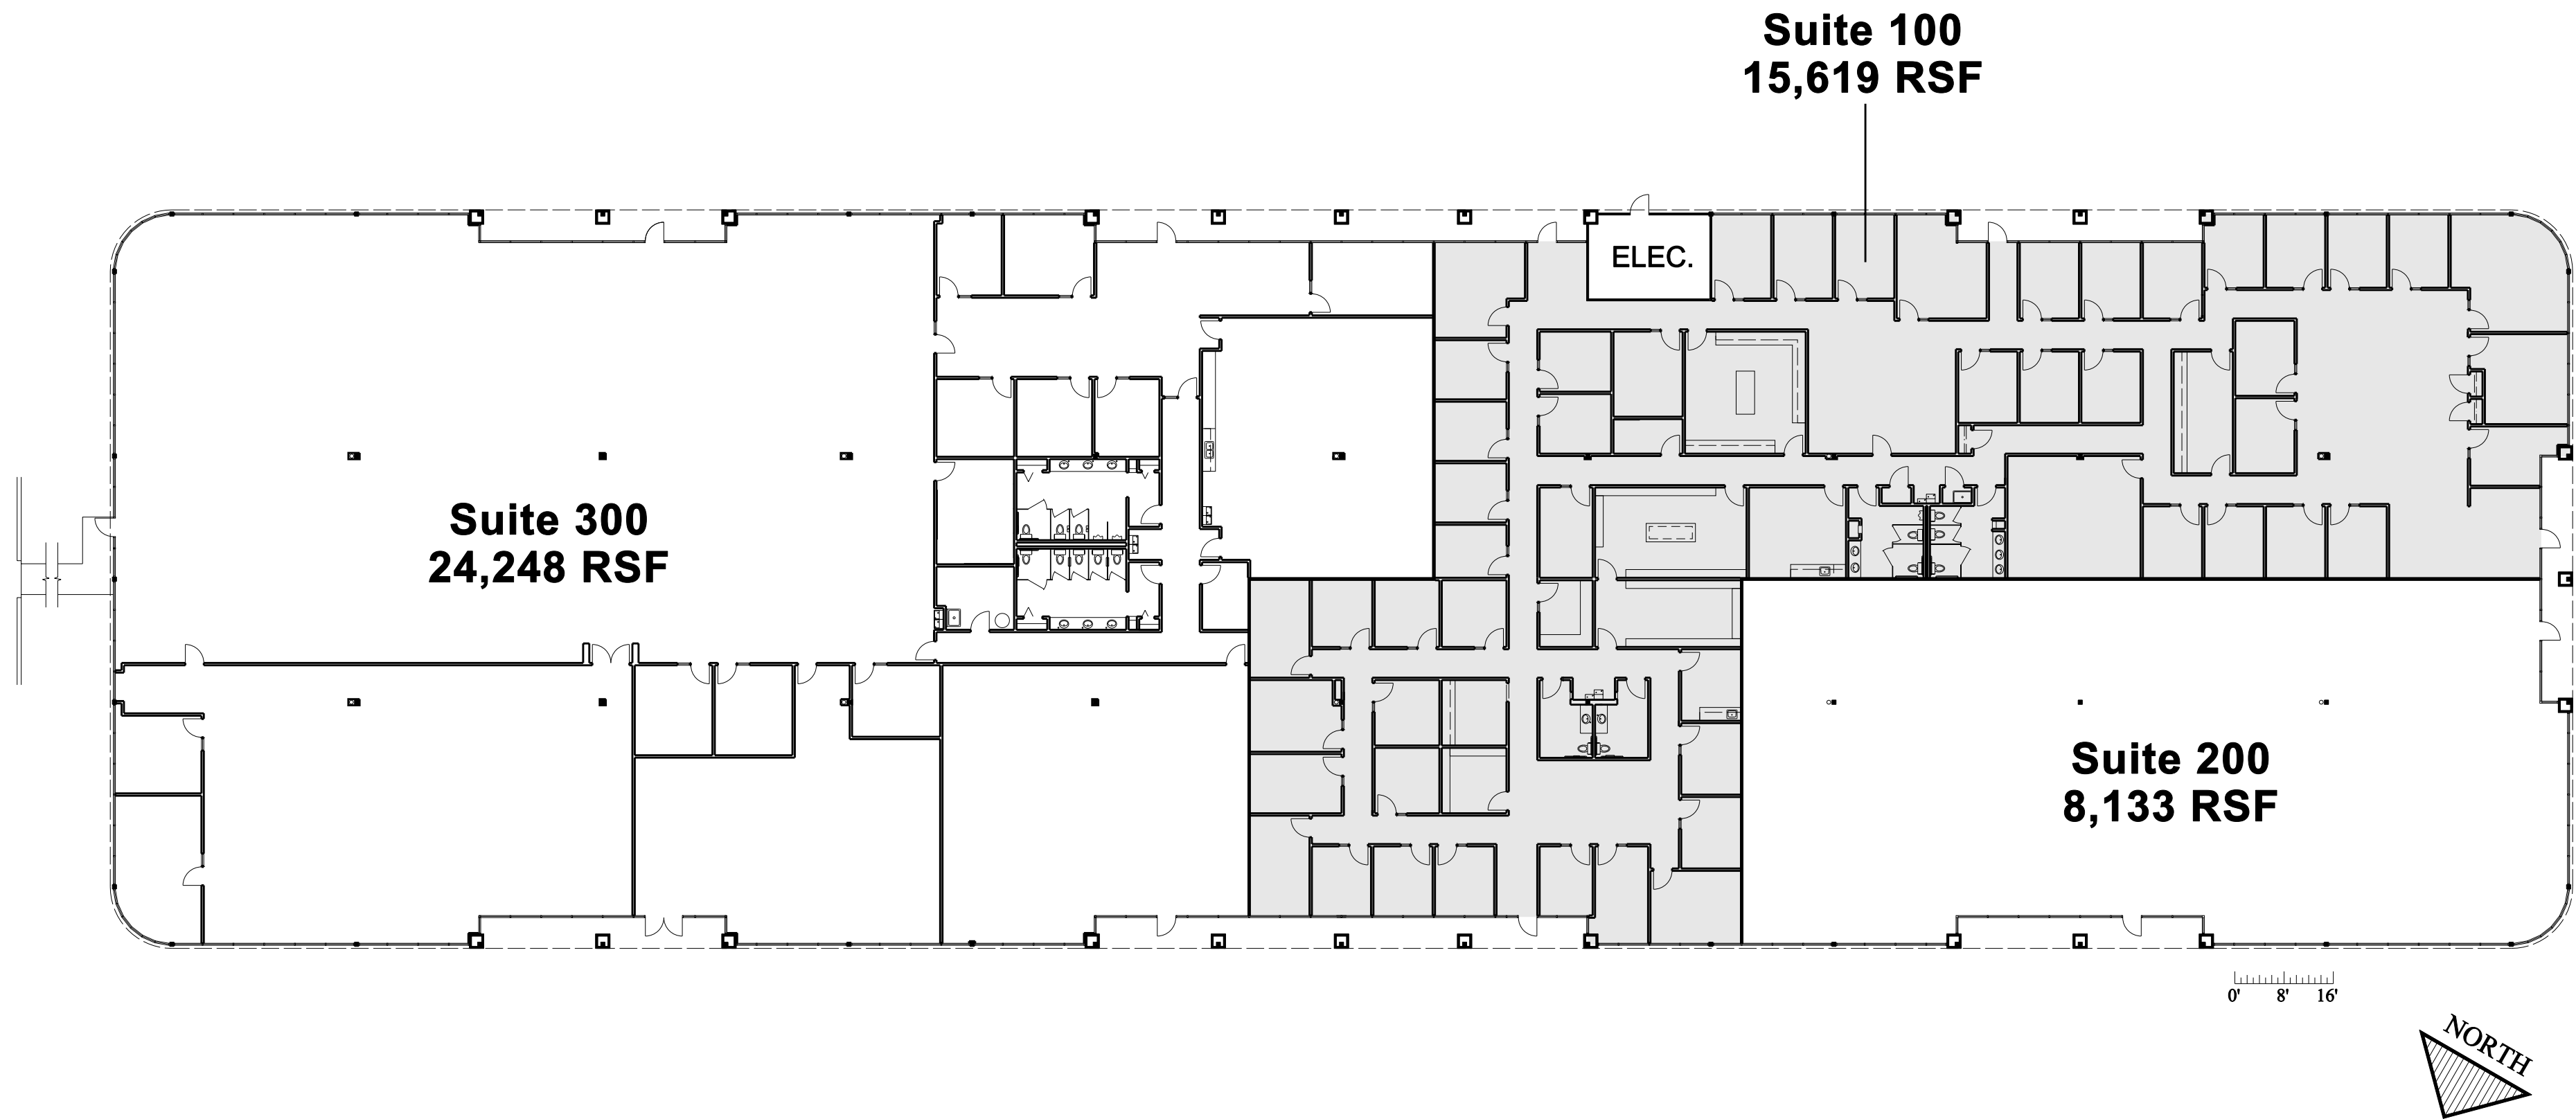 Suite 100
15,619 RSF
ELEC.
Suite 300
24,248 RSF
Suite 200
8,133 RSF
0' 8' 16'
NORTH